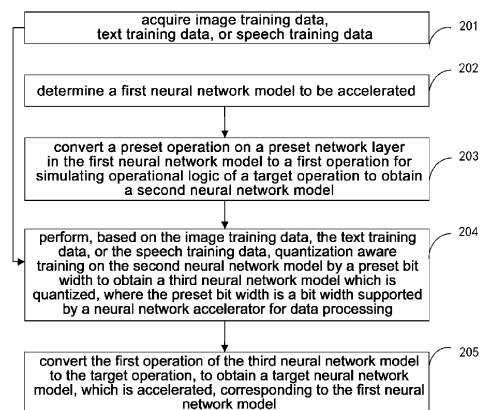 acquire image training data,
text training data, or speech training data
201
202
determine a first neural network model to be accelerated
convert a preset operation on a preset network layer
in the first neural network model to a first operation for
simulating operational logic of a target operation to obtain
a second neural network model
203
perform, based on the image training data, the text training
data, or the speech training data, quantization aware
training on the second neural network model by a preset bit
width to obtain a third neural network model which is
quantized, where the preset bit width is a bit width supported
by a neural network accelerator for data processing
204
convert the first operation of the third neural network model
to the target operation, to obtain a target neural network
model, which is accelerated, corresponding to the first neural
network model
205